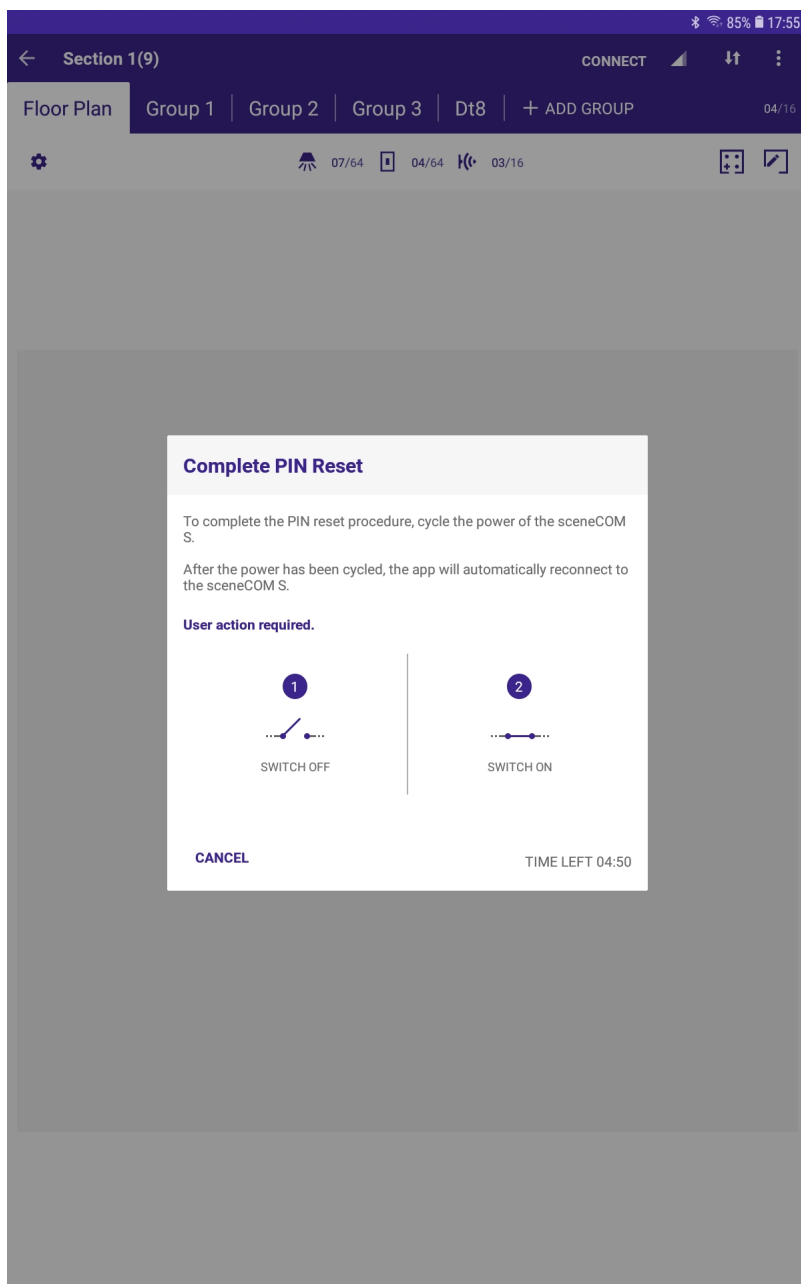 85% 17:55
Section 1(9) CONNECT
Floor Plan Group 1 Group 2 Group 3 Dt8 + ADD GROUP 04/16
07/64 04/64 03/16
Complete PIN Reset
To complete the PIN reset procedure, cycle the power of the sceneCOM
S.
After the power has been cycled, the app will automatically reconnect to
the sceneCOM S.
User action required.
1 2
SWITCH OFF SWITCH ON
CANCEL TIME LEFT 04:50